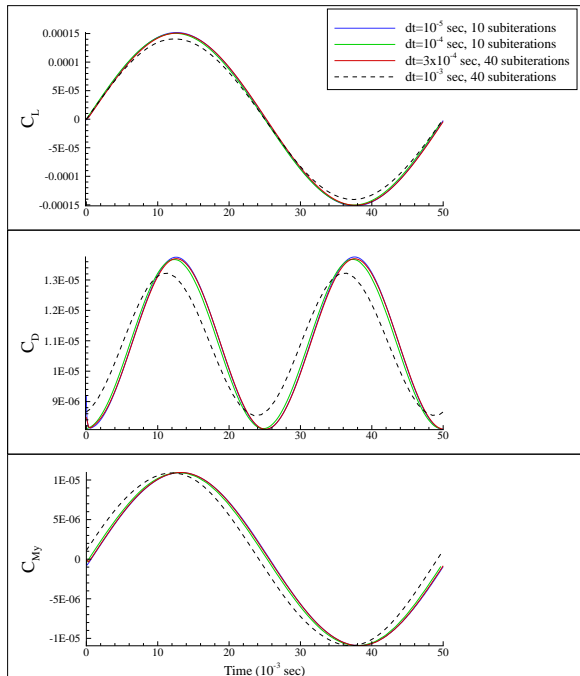 dt=10-5 sec, 10 subiterations
dt=10-4 sec, 10 subiterations
dt=3x10-4 sec, 40 subiterations
dt=10-3 sec, 40 subiterations
0.00015
0.0001
5E-05
0
-5E-05
-0.0001
-0.00015
CL
0 10 20 30 40 50
1.3E-05
1.2E-05
1.1E-05
1E-05
9E-06
CD
0 10 20 30 40 50
1E-05
5E-06
0
-5E-06
-1E-05
CMy
0 10 20 30 40 50
Time (10-3 sec)